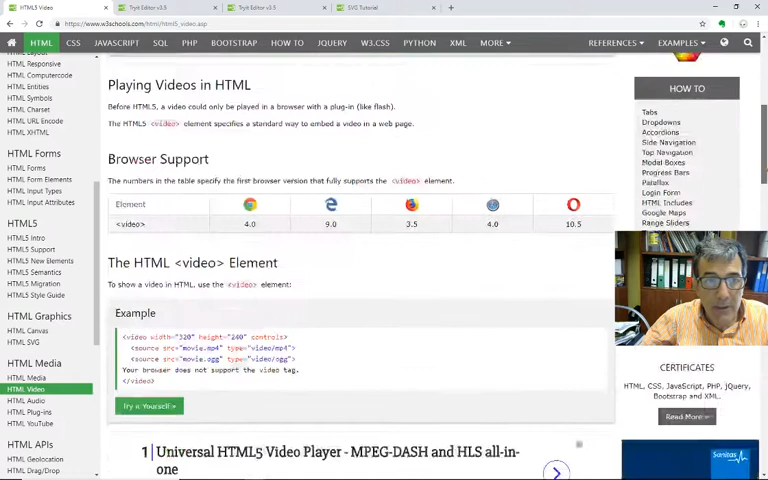 HTML5 Video
Tryit Editor v3.5
Tryit Editor v3.5
SVG Tutorial
https://www.w3schools.com/html/html5_video.asp
HTML CSS JAVASCRIPT SQL PHP BOOTSTRAP HOW TO JQUERY W3.CSS PYTHON XML MORE REFERENCES EXAMPLES
HTML Responsive
HTML Computercode
HTML Entities
HTML Symbols
HTML Charset
HTML URL Encode
HTML XHTML
HTML Forms
HTML Forms
HTML Form Elements
HTML Input Types
HTML Input Attributes
HTML5
HTML5 Intro
HTML5 Support
HTML5 New Elements
HTML5 Semantics
HTML5 Migration
HTML5 Style Guide
HTML Graphics
HTML Canvas
HTML SVG
HTML Media
HTML Media
HTML Video
HTML Audio
HTML Plug-ins
HTML YouTube
HTML APIs
HTML Geolocation
HTML Drag/Drop
Playing Videos in HTML
Before HTML5, a video could only be played in a browser with a plug-in (like flash).
The HTML5 <video> element specifies a standard way to embed a video in a web page.
Browser Support
The numbers in the table specify the first browser version that fully supports the <video> element.
Element
<video> 4.0 9.0 3.5 4.0 10.5
The HTML <video> Element
To show a video in HTML, use the <video> element:
Example
<video width="320" height="240" controls>
<source src="movie.mp4" type="video/mp4">
<source src="movie.ogg" type="video/ogg">
Your browser does not support the video tag.
</video>
Try it Yourself »
1 Universal HTML5 Video Player - MPEG-DASH and HLS all-in-
one
HOW TO
Tabs
Dropdowns
Accordions
Side Navigation
Top Navigation
Modal Boxes
Progress Bars
Parallax
Login Form
HTML Includes
Google Maps
Range Sliders
CERTIFICATES
HTML, CSS, JavaScript, PHP, jQuery,
Bootstrap and XML.
Read More »
Sanitas